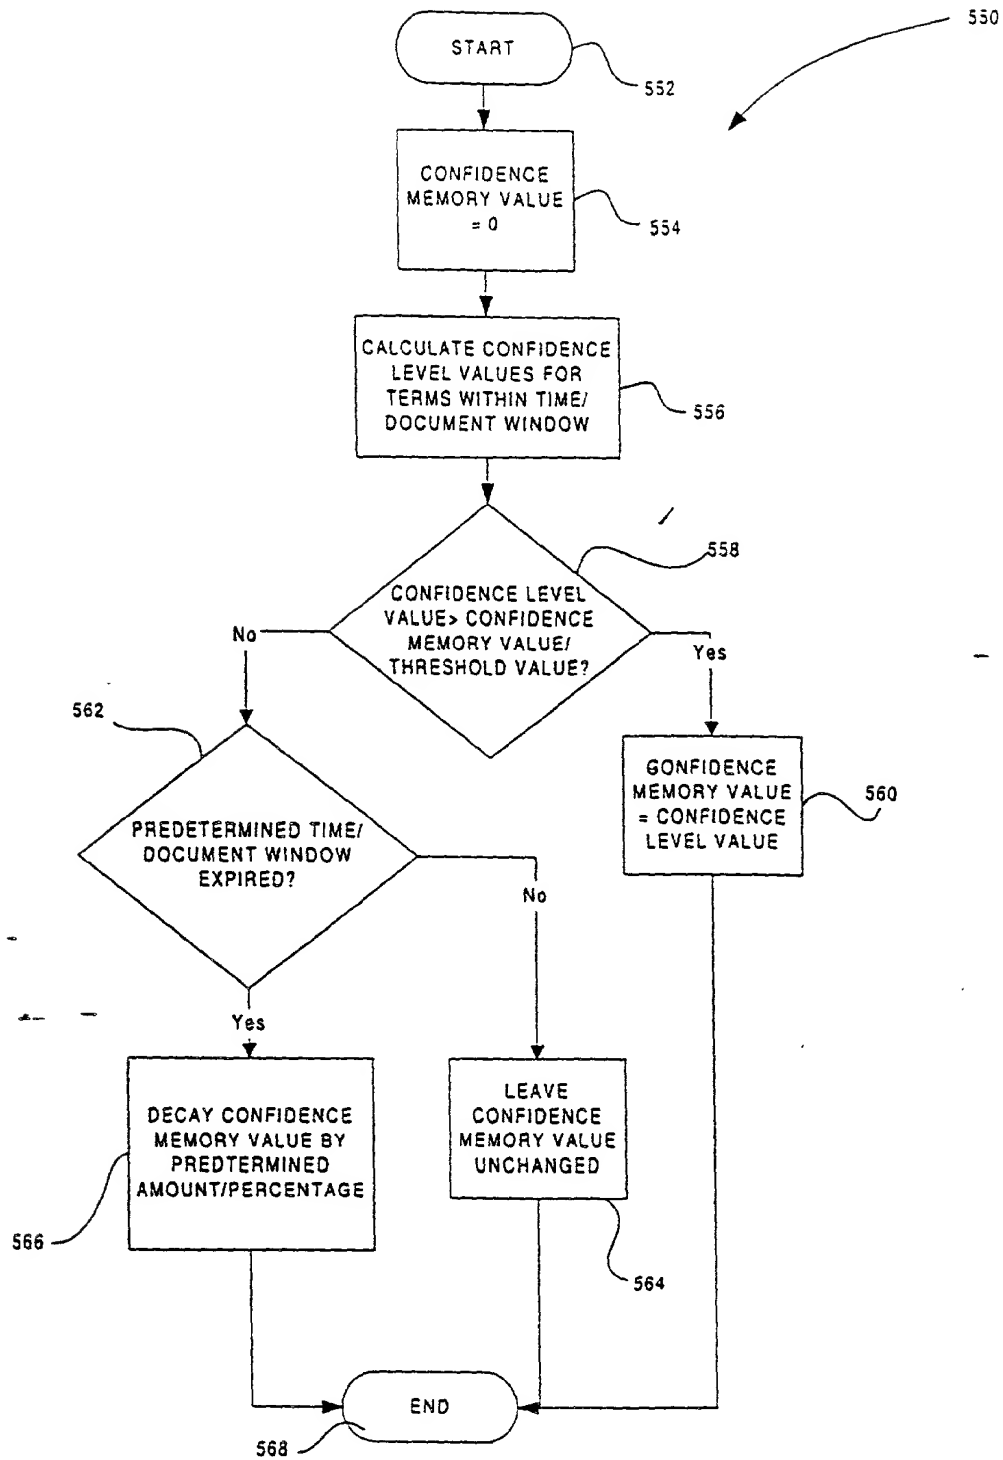 550
START
552
CONFIDENCE
MEMORY VALUE
= 0
554
CALCULATE CONFIDENCE
LEVEL VALUES FOR
TERMS WITHIN TIME/
DOCUMENT WINDOW
556
558
CONFIDENCE LEVEL
VALUE> CONFIDENCE
MEMORY VALUE/
THRESHOLD VALUE?
No
Yes
562
PREDETERMINED TIME/
DOCUMENT WINDOW
EXPIRED?
CONFIDENCE
MEMORY VALUE
= CONFIDENCE
LEVEL VALUE
560
No
Yes
DECAY CONFIDENCE
MEMORY VALUE BY
PREDTERMINED
AMOUNT/PERCENTAGE
566
LEAVE
CONFIDENCE
MEMORY VALUE
UNCHANGED
564
END
568